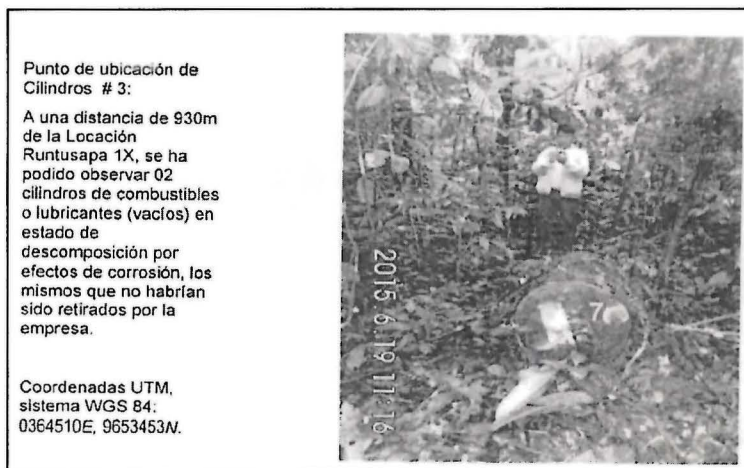 Punto de ubicación de
Cilindros # 3:
A una distancia de 930m
de la Locación
Runtusapa 1X, se ha
podido observar 02
cilindros de combustibles
o lubricantes (vacíos) en
estado de
descomposición por
efectos de corrosión, los
mismos que no habrían
sido retirados por la
empresa.
Coordenadas UTM,
sistema WGS 84:
0364510E, 9653453N.
2015.6.19 11:16